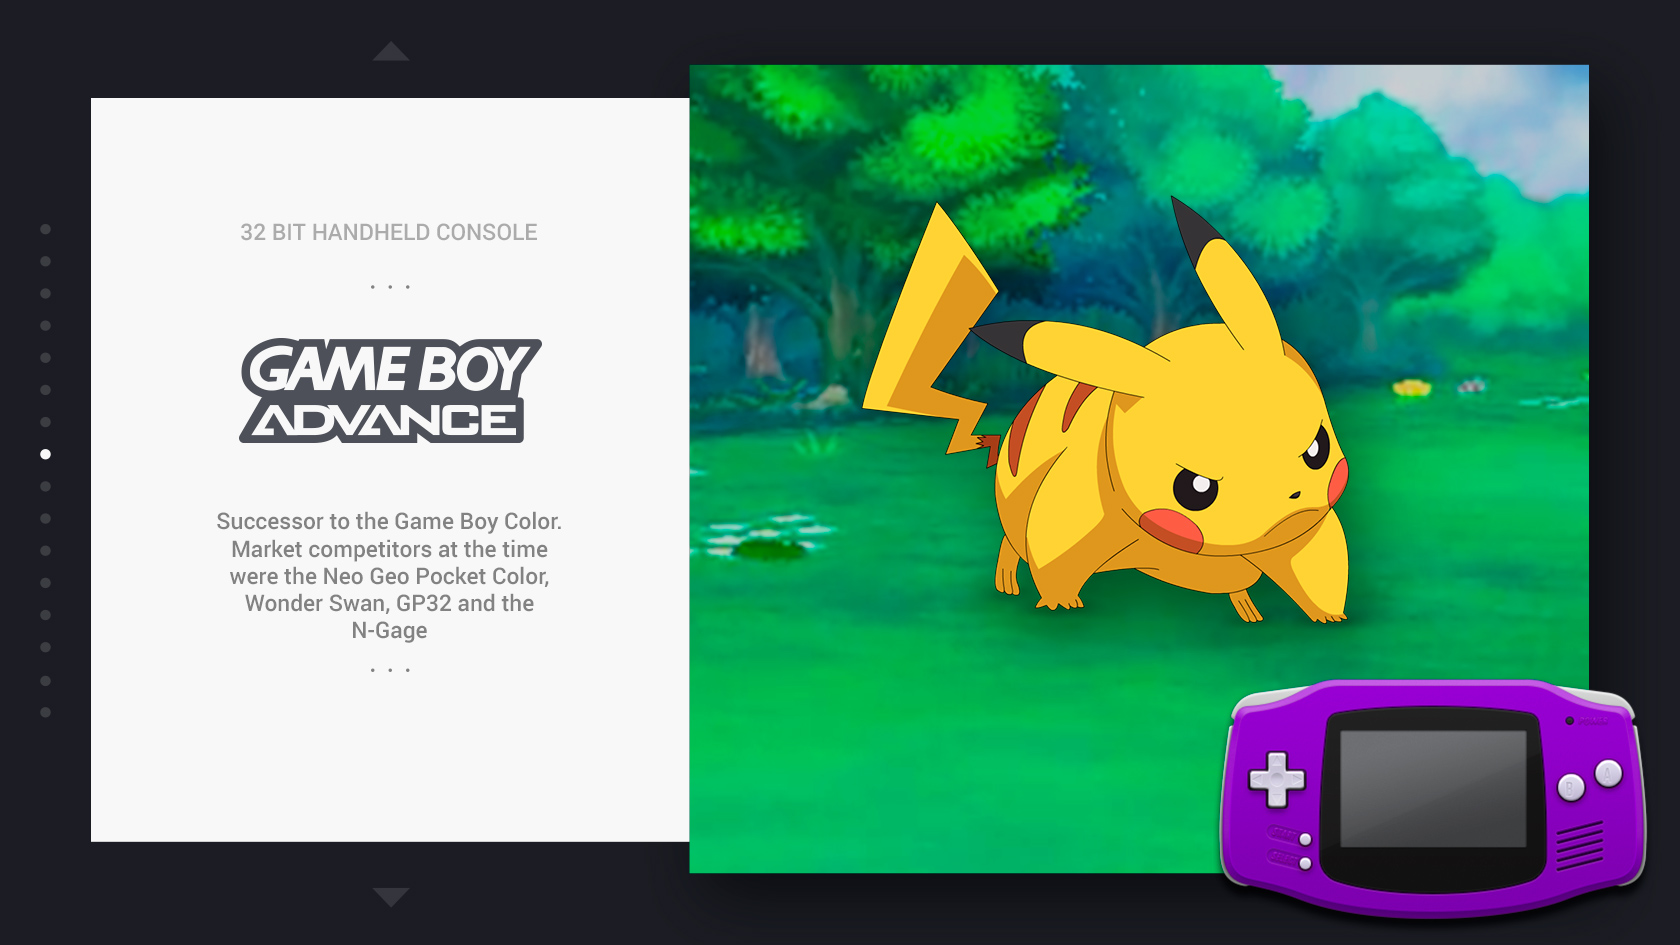 32 BIT HANDHELD CONSOLE
. . .
GAME BOY
ADVANCE
Successor to the Game Boy Color.
Market competitors at the time
were the Neo Geo Pocket Color,
Wonder Swan, GP32 and the
N-Gage
. . .
POWER
B
A